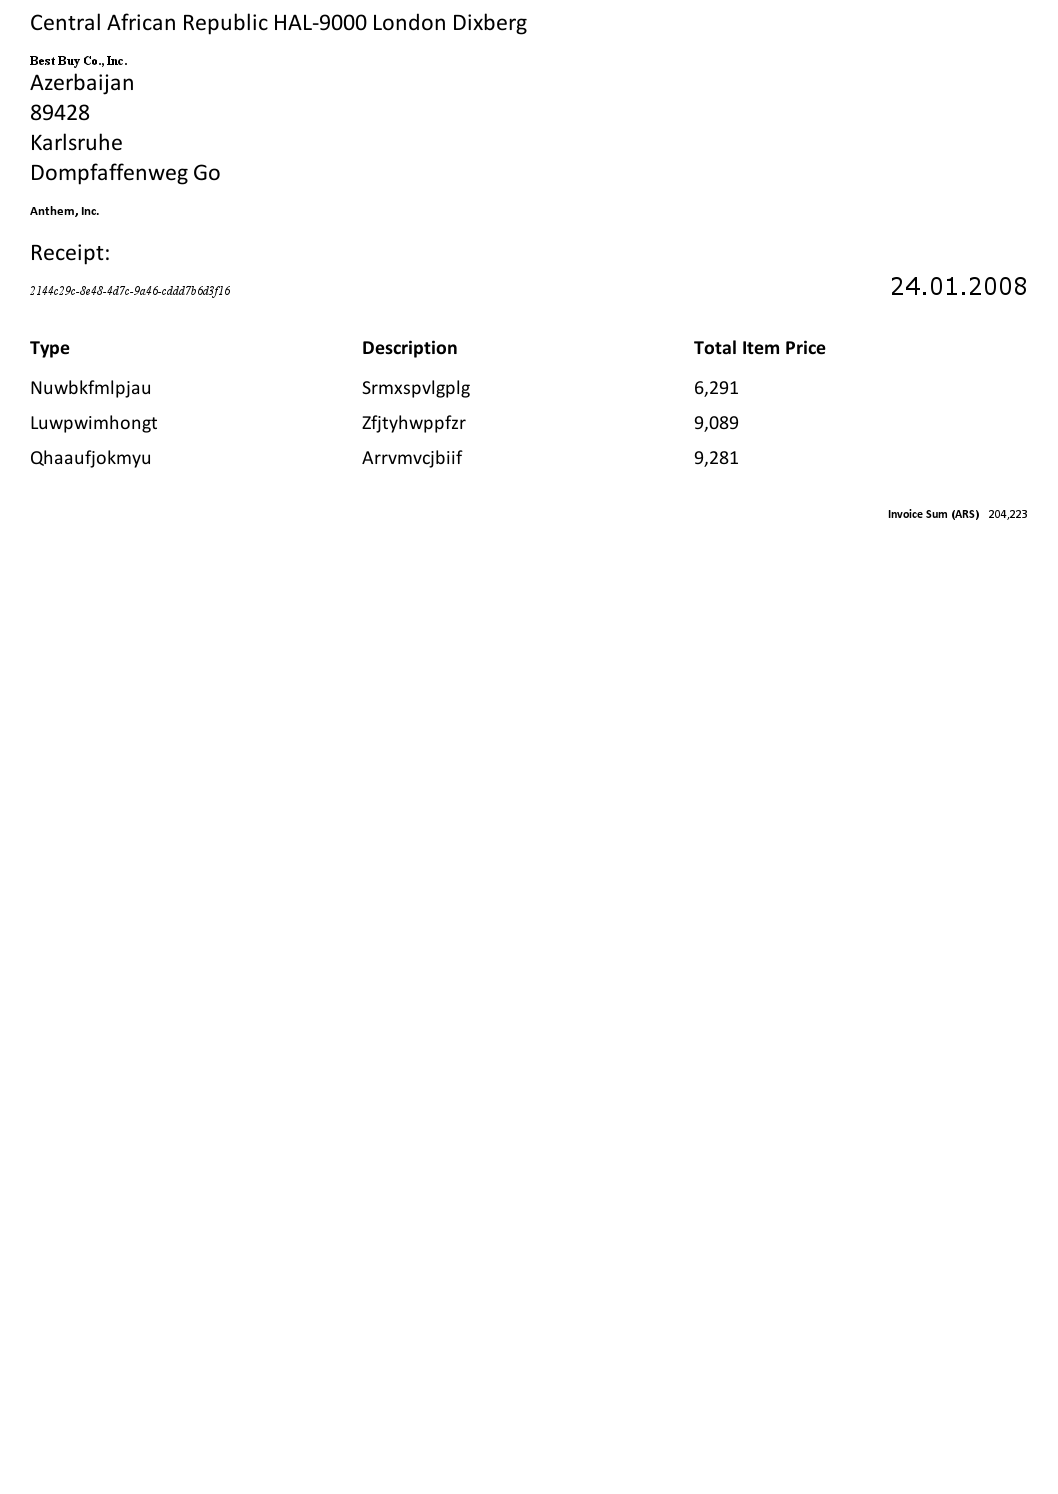 Central African Republic HAL-9000 London Dixberg
Best Buy Co., Inc.
Azerbaijan
89428
Karlsruhe
Dompfaffenweg Go
Anthem, Inc.
Receipt:
2144c29c-8e48-4d7c-9a46-cddd7b6d3f16 24.01.2008
Type Description Total Item Price
Nuwbkfmlpjau Srmxspvlgplg 6,291
Luwpwimhongt Zfjtyhwppfzr 9,089
Qhaaufjokmyu Arrvmvcjbiif 9,281
Invoice Sum (ARS) 204,223